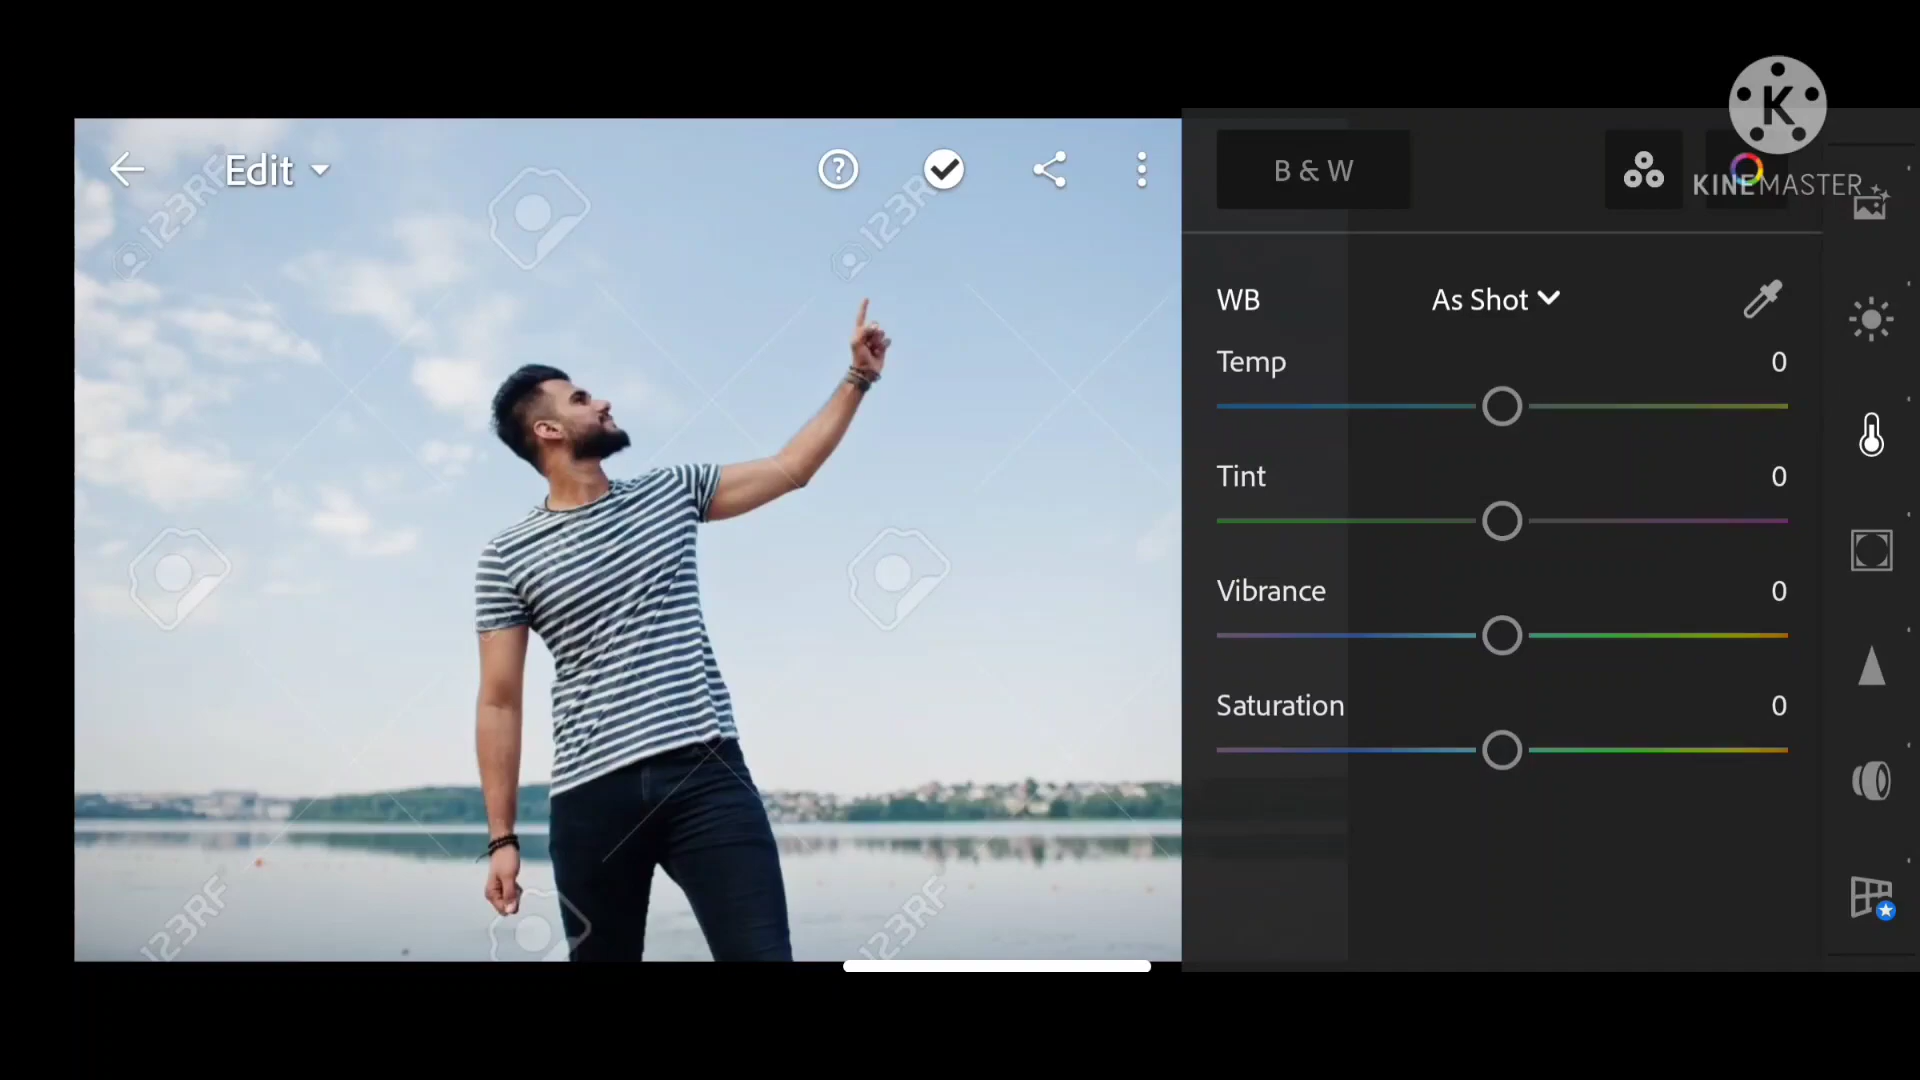 Edit
?
B & W
K
KINEMASTER
WB
As Shot
Temp
0
Tint
0
Vibrance
0
Saturation
0
123RF
123RF
123RF
123RF